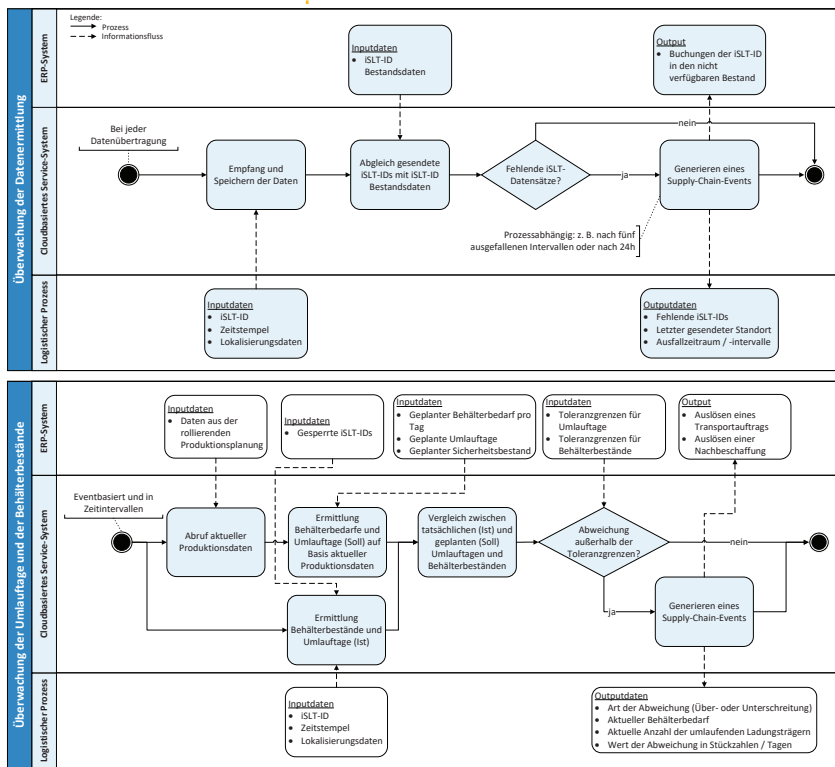 Legende:
Prozess
Informationsfluss
Überwachung der Datenermittlung
ERP-System
Inputdaten
• iSLT-ID
Bestandsdaten
Output
• Buchungen der iSLT-ID
in den nicht
verfügbaren Bestand
Cloudbasiertes Service-System
Bei jeder
Datenübertragung
Empfang und
Speichern der Daten
Abgleich gesendete
iSLT-IDs mit iSLT-ID
Bestandsdaten
Fehlende iSLT-
Datensätze?
nein
ja
Generieren eines
Supply-Chain-Events
Prozessabhängig: z. B. nach fünf
ausgefallenen Intervallen oder nach 24h
Logistischer Prozess
Inputdaten
• iSLT-ID
• Zeitstempel
• Lokalisierungsdaten
Outputdaten
• Fehlende iSLT-IDs
• Letzter gesendeter Standort
• Ausfallzeitraum / -intervalle
Überwachung der Umlauftage und der Behälterbestände
ERP-System
Inputdaten
• Daten aus der
rollierenden
Produktionsplanung
Inputdaten
• Gesperrte iSLT-IDs
Inputdaten
• Geplanter Behälterbedarf pro
Tag
• Geplante Umlauftage
• Geplanter Sicherheitsbestand
Inputdaten
• Toleranzgrenzen für
Umlauftage
• Toleranzgrenzen für
Behälterbestände
Output
• Auslösen eines
Transportauftrags
• Auslösen einer
Nachbeschaffung
Cloudbasiertes Service-System
Eventbasiert und in
Zeitintervallen
Abruf aktueller
Produktionsdaten
Ermittlung
Behälterbedarfe und
Umlauftage (Soll) auf
Basis aktueller
Produktionsdaten
Vergleich zwischen
tatsächlichen (Ist) und
geplanten (Soll)
Umlauftagen und
Behälterbeständen
Abweichung
außerhalb der
Toleranzgrenzen?
nein
ja
Ermittlung
Behälterbestände und
Umlauftage (Ist)
Generieren eines
Supply-Chain-Events
Logistischer Prozess
Inputdaten
• iSLT-ID
• Zeitstempel
• Lokalisierungsdaten
Outputdaten
• Art der Abweichung (Über- oder Unterschreitung)
• Aktueller Behälterbedarf
• Aktuelle Anzahl der umlaufenden Ladungsträgern
• Wert der Abweichung in Stückzahlen / Tagen